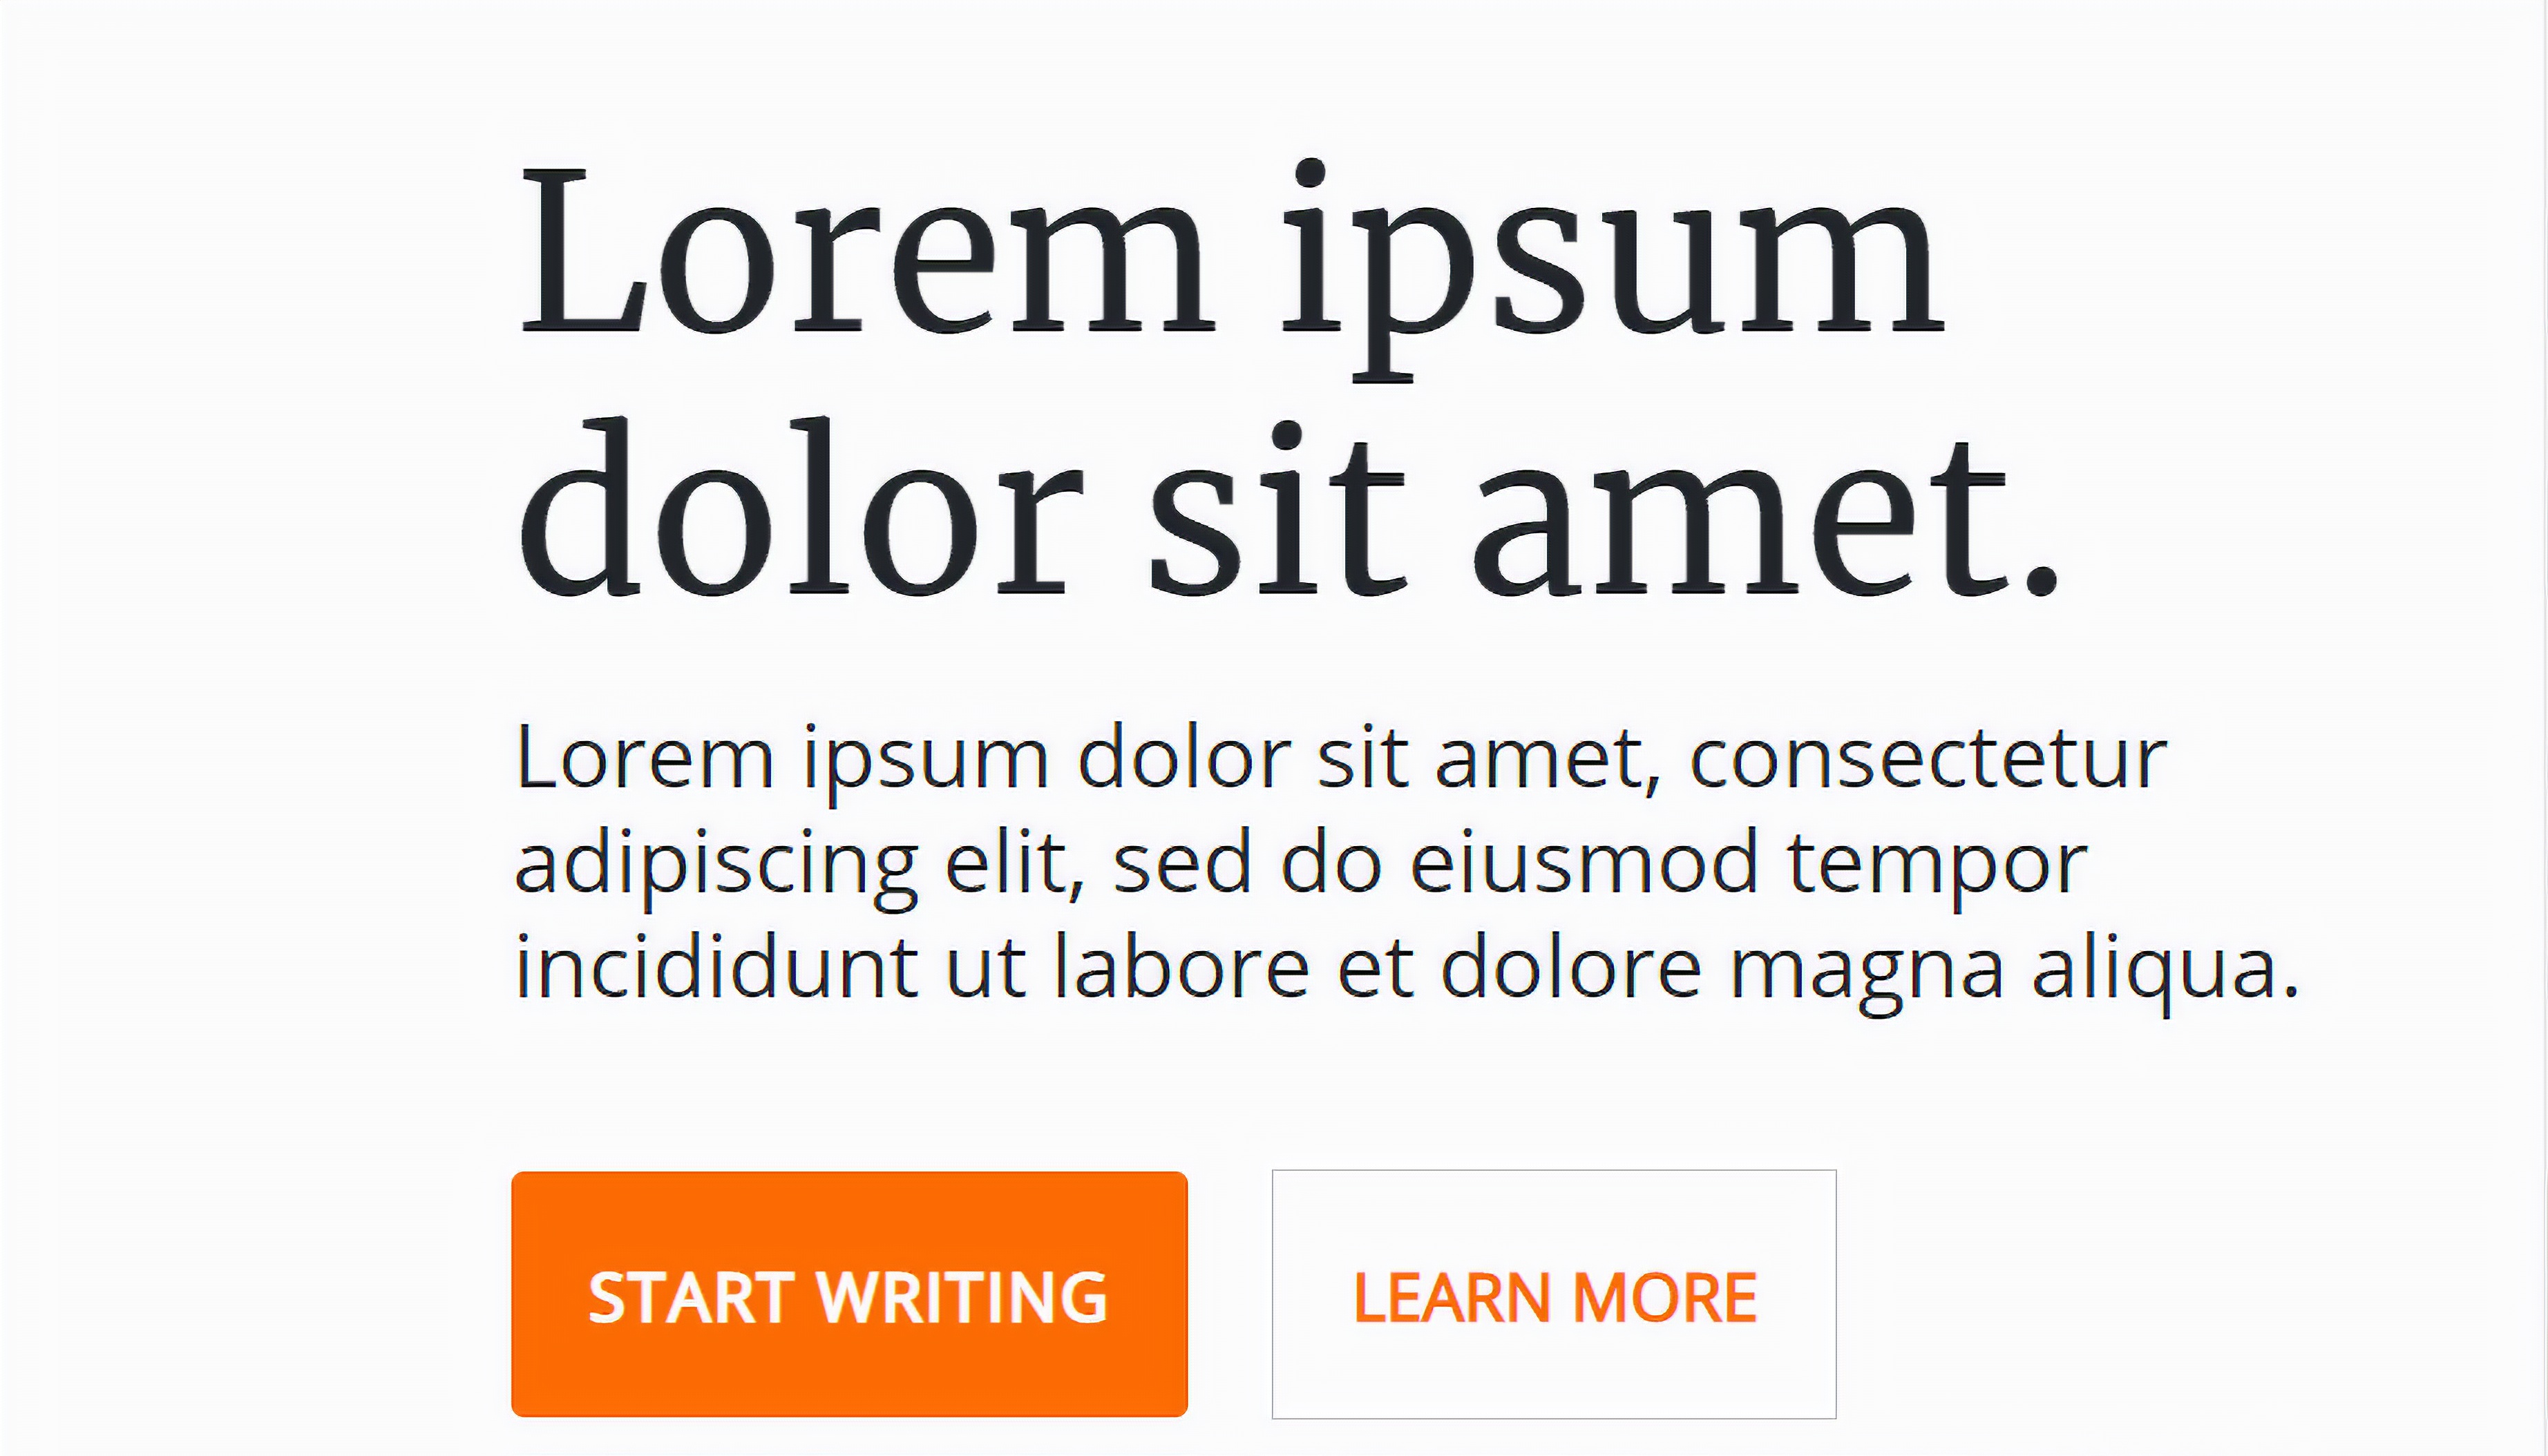 Lorem ipsum
dolor sit amet.
Lorem ipsum dolor sit amet, consectetur
adipiscing elit, sed do eiusmod tempor
incididunt ut labore et dolore magna aliqua.
START WRITING
LEARN MORE